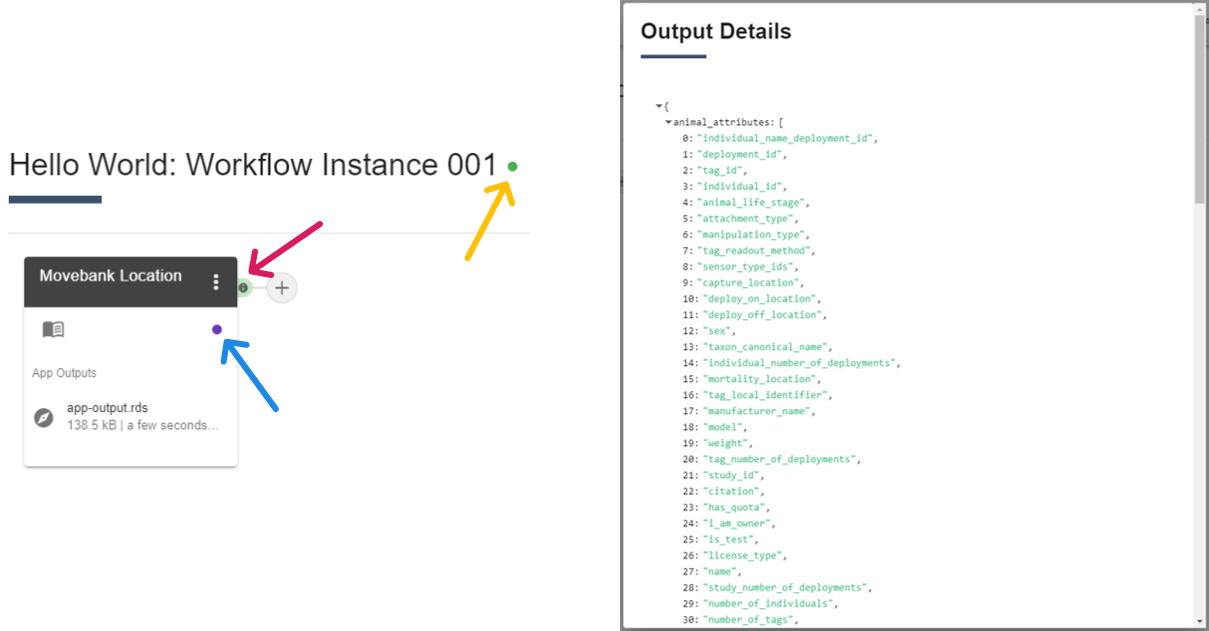 Hello World: Workflow Instance 001
Movebank Location
App Outputs
app-output.rds
138.5 kB | a few seconds...
Output Details
{
animal_attributes: [
0: "individual_name_deployment_id",
1: "deployment_id",
2: "tag_id",
3: "individual_id",
4: "animal_life_stage",
5: "attachment_type",
6: "manipulation_type",
7: "tag_readout_method",
8: "sensor_type_ids",
9: "capture_location",
10: "deploy_on_location",
11: "deploy_off_location",
12: "sex",
13: "taxon_canonical_name",
14: "individual_number_of_deployments",
15: "mortality_location",
16: "tag_local_identifier",
17: "manufacturer_name",
18: "model",
19: "weight",
20: "tag_number_of_deployments",
21: "study_id",
22: "citation",
23: "has_quota",
24: "i_am_owner",
25: "is_test",
26: "license_type",
27: "name",
28: "study_number_of_deployments",
29: "number_of_individuals",
30: "number_of_tags",